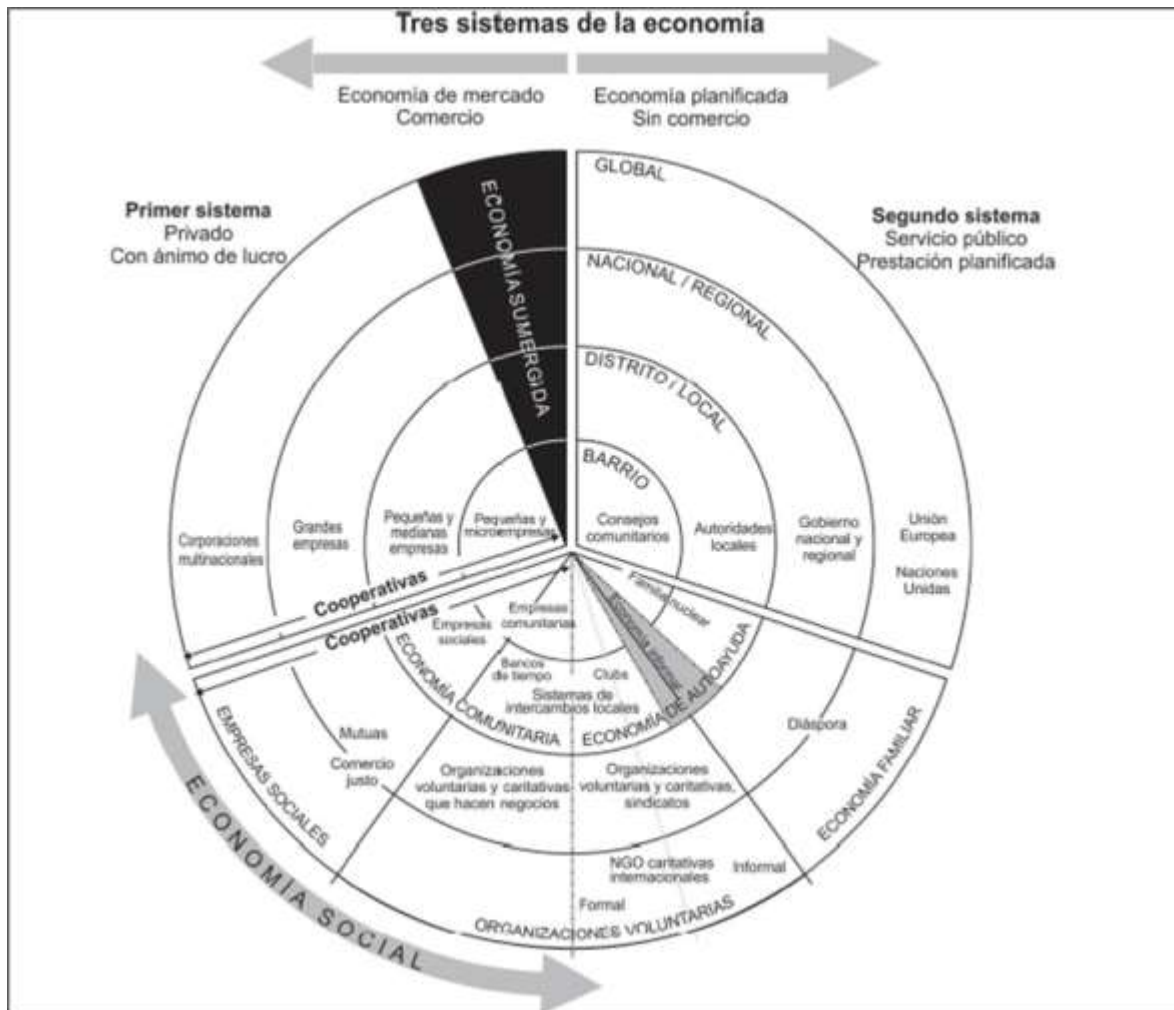 Tres sistemas de la economía
Economía de mercado
Comercio
Economía planificada
Sin comercio
Primer sistema
Privado
Con ánimo de lucro
Segundo sistema
Servicio público
Prestación planificada
ECONOMÍA SUMERGIDA
GLOBAL
NACIONAL / REGIONAL
DISTRITO / LOCAL
BARRIO
Corporaciones
multinacionales
Grandes
empresas
Pequeñas y
medianas
empresas
Pequeñas y
microempresas
Consejos
comunitarios
Autoridades
locales
Gobierno
nacional y
regional
Unión
Europea
Naciones
Unidas
Cooperativas
Cooperativas
Empresas
sociales
Empresas
comunitarias
Familia nuclear
Economía informal
Bancos
de tiempo
Clubs
Sistemas de
intercambios locales
ECONOMÍA COMUNITARIA
ECONOMÍA DE AUTOAYUDA
Mutuas
Comercio
justo
Diáspora
Organizaciones
voluntarias y caritativas
que hacen negocios
Organizaciones
voluntarias y caritativas,
sindicatos
EMPRESAS SOCIALES
ECONOMÍA FAMILIAR
NGO caritativas
internacionales
Informal
Formal
ORGANIZACIONES VOLUNTARIAS
ECONOMÍA SOCIAL